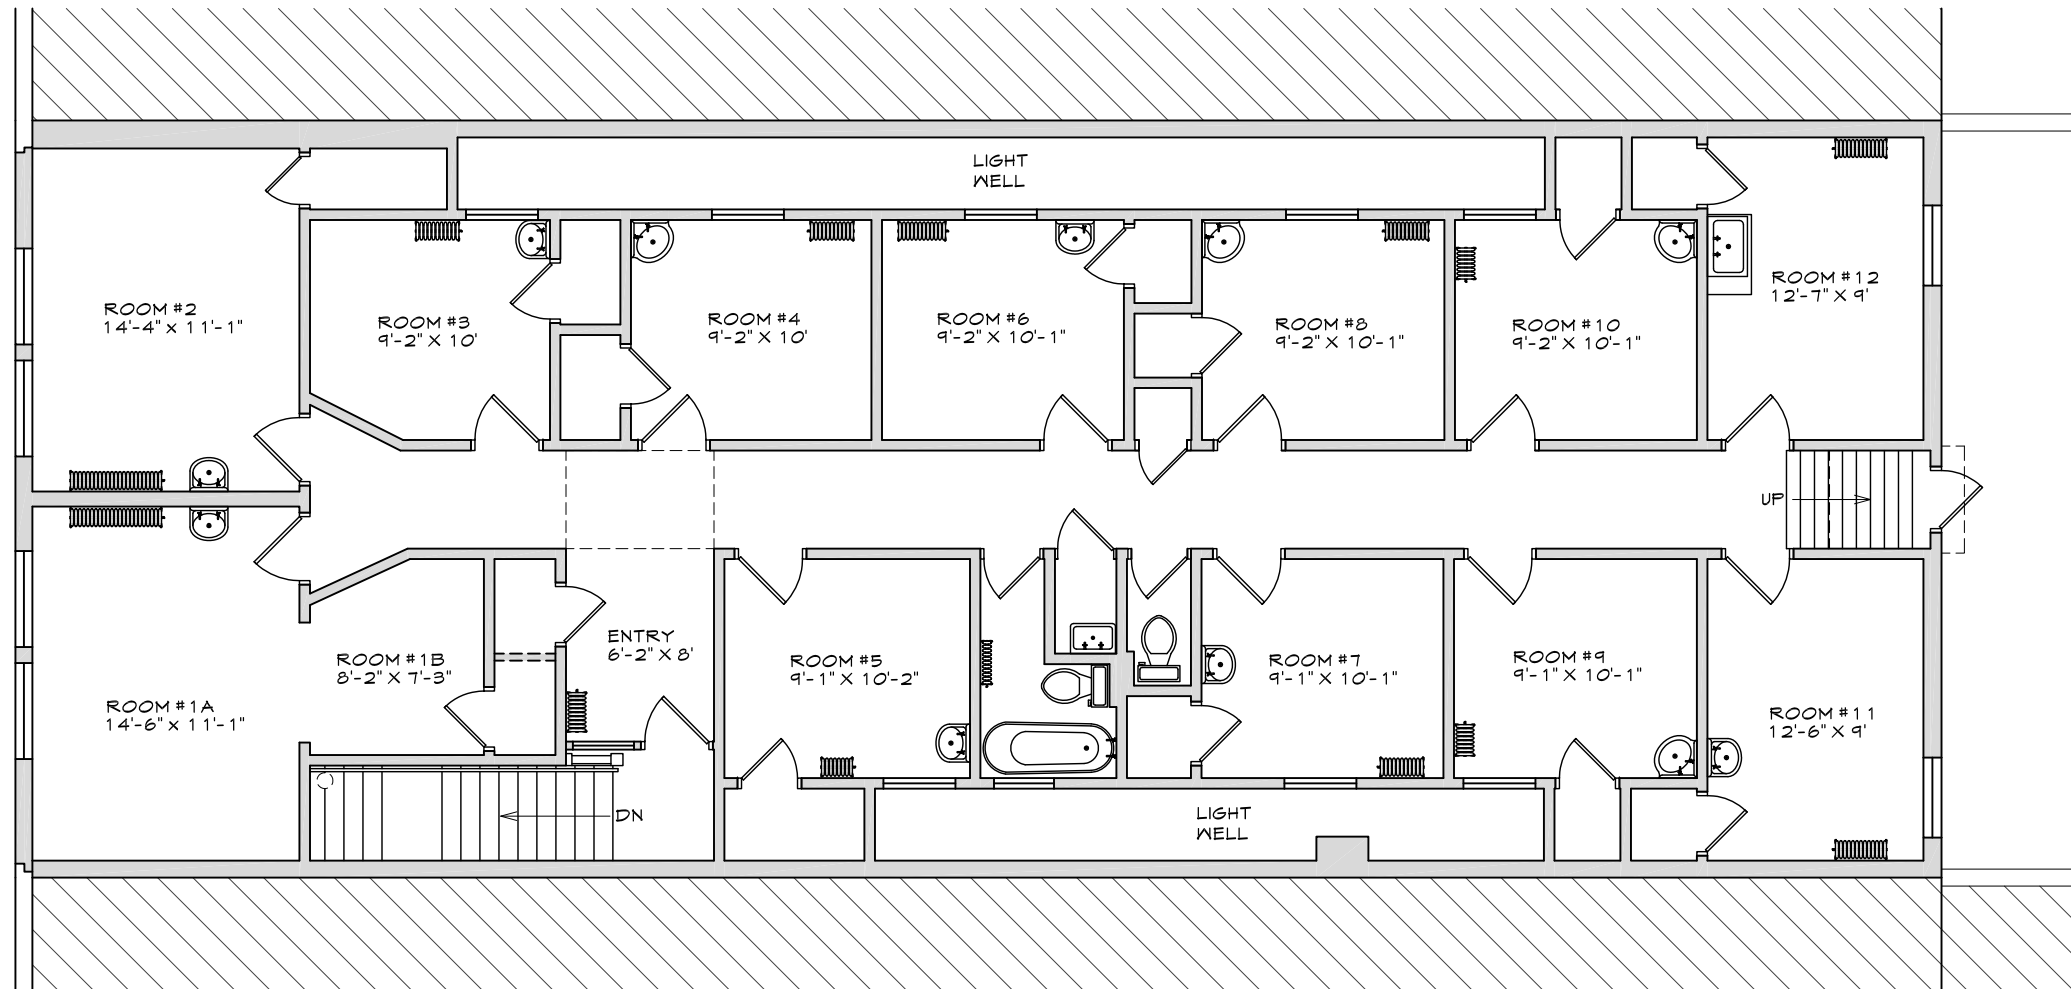 LIGHT
WELL
ROOM #2
14'-4" x 11'-1"
ROOM #3
9'-2" X 10'
ROOM #4
9'-2" X 10'
ROOM #6
9'-2" X 10'-1"
ROOM #8
9'-2" X 10'-1"
ROOM #10
9'-2" X 10'-1"
ROOM #12
12'-7" X 9'
UP
ROOM #1A
14'-6" x 11'-1"
ROOM #1B
8'-2" X 7'-3"
ENTRY
6'-2" X 8'
ROOM #5
9'-1" X 10'-2"
ROOM #7
9'-1" X 10'-1"
ROOM #9
9'-1" X 10'-1"
ROOM #11
12'-6" X 9'
DN
LIGHT
WELL